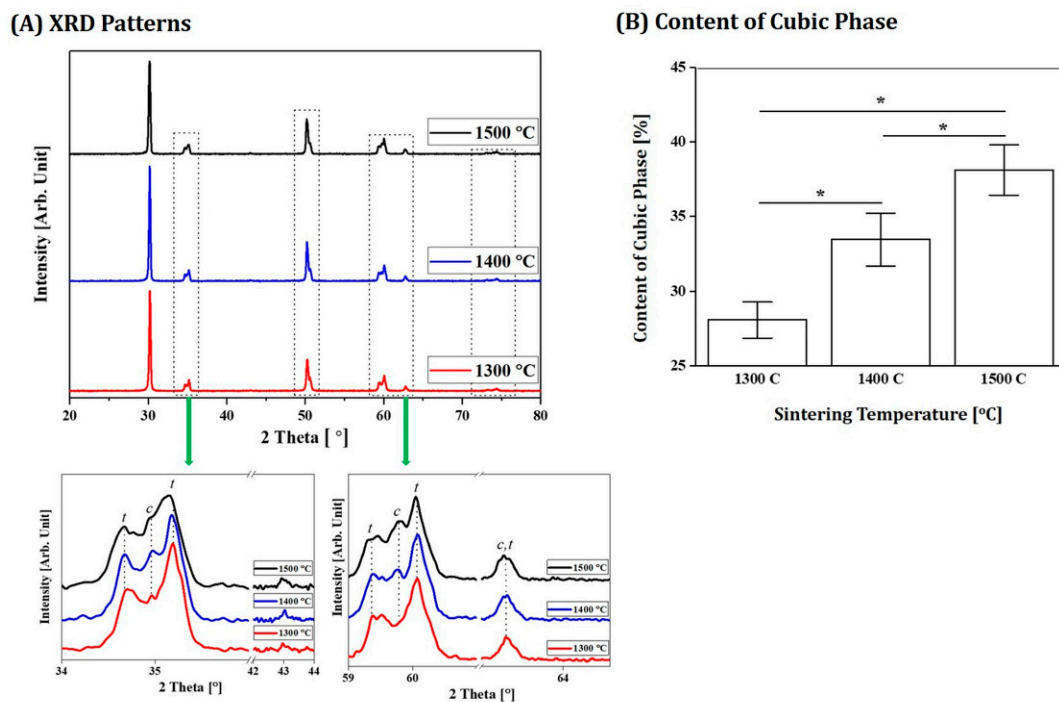 (A) XRD Patterns
(B) Content of Cubic Phase
Intensity [Arb. Unit]
1500 °C
1400 °C
1300 °C
20 30 40 50 60 70 80
2 Theta [ °]
Content of Cubic Phase [%]
45
40
35
30
25
*
*
*
1300 C 1400 C 1500 C
Sintering Temperature [°C]
Intensity [Arb. Unit]
t c t
1500 °C
1400 °C
1300 °C
34 35 42 43 44
2 Theta [°]
Intensity [Arb. Unit]
t c t c,t
1500 °C
1400 °C
1300 °C
59 60 64
2 Theta [°]